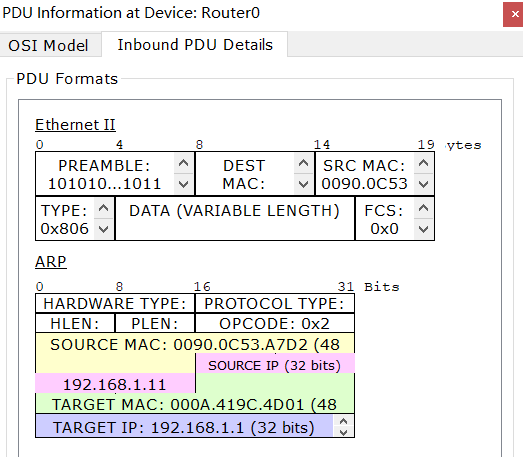 PDU Information at Device: Router0
×
OSI Model
Inbound PDU Details
PDU Formats
Ethernet II
0 4 8 14 19 ytes
PREAMBLE: DEST SRC MAC:
101010...1011 MAC: 0090.0C53
TYPE: DATA (VARIABLE LENGTH) FCS:
0x806 0x0
ARP
0 8 16 31 Bits
HARDWARE TYPE: PROTOCOL TYPE:
HLEN: PLEN: OPCODE: 0x2
SOURCE MAC: 0090.0C53.A7D2 (48
SOURCE IP (32 bits)
192.168.1.11
TARGET MAC: 000A.419C.4D01 (48
TARGET IP: 192.168.1.1 (32 bits)